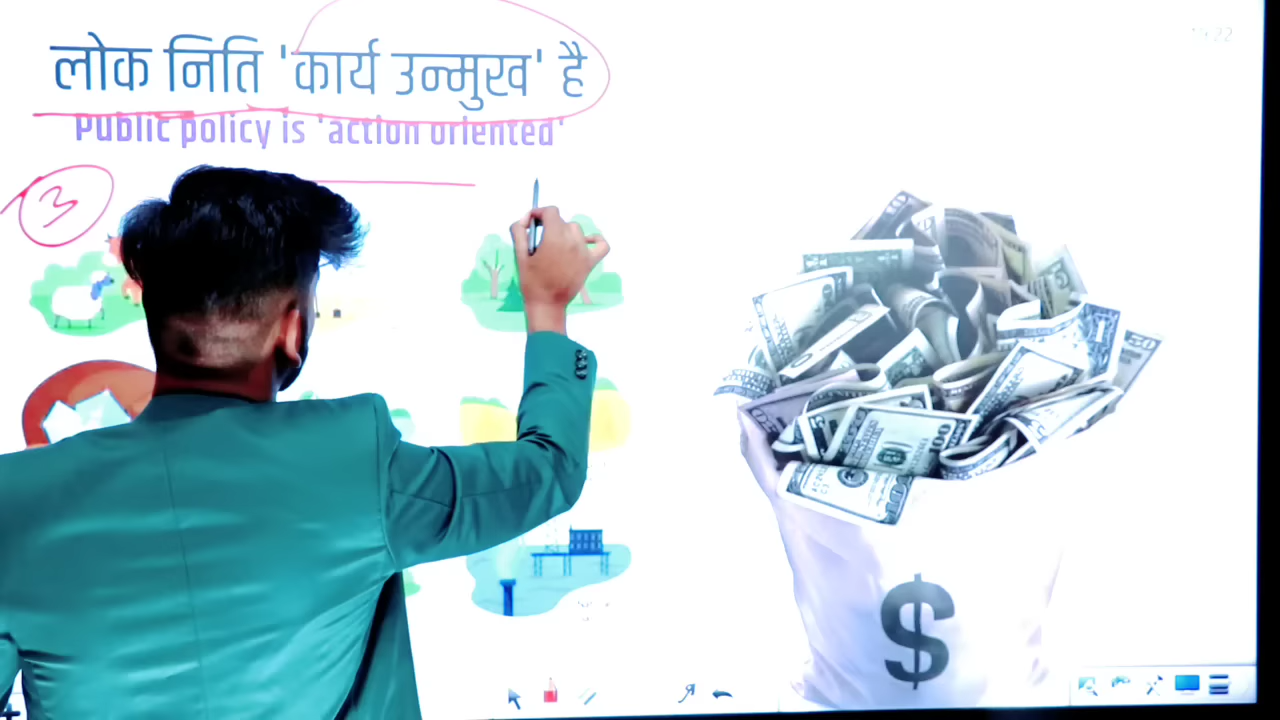 लोक निति 'कार्य उन्मुख' है
Public policy is 'action oriented'
3
$